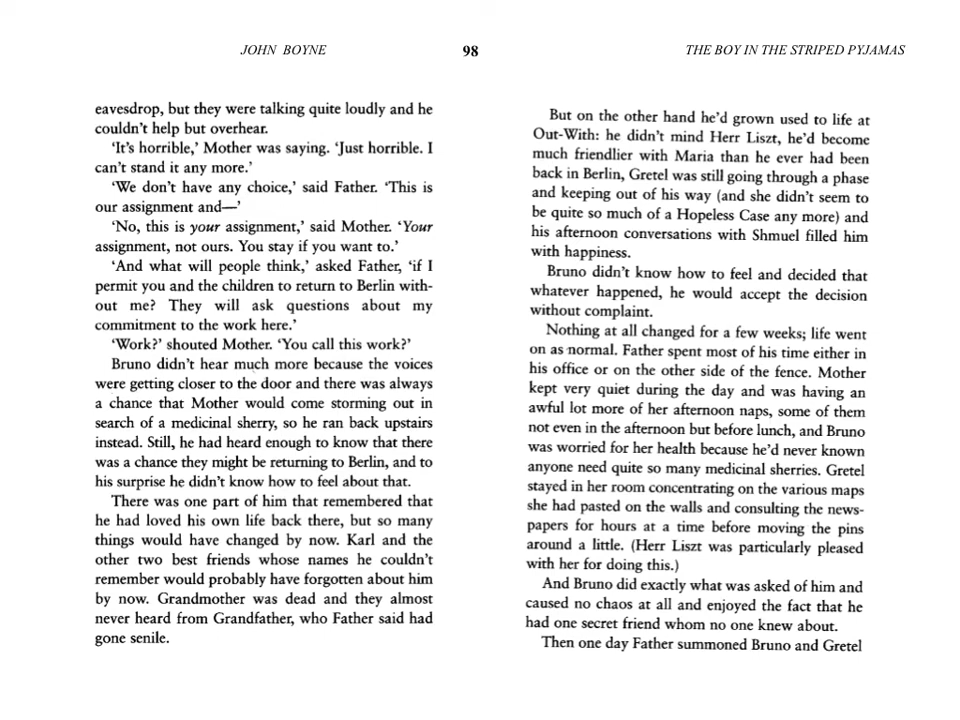 JOHN BOYNE
98
THE BOY IN THE STRIPED PYJAMAS
eavesdrop, but they were talking quite loudly and he
couldn't help but overhear.
'It's horrible,' Mother was saying. 'Just horrible. I
can't stand it any more.'
'We don't have any choice,' said Father. 'This is
our assignment and—'
'No, this is your assignment,' said Mother. 'Your
assignment, not ours. You stay if you want to.'
'And what will people think,' asked Father, 'if I
permit you and the children to return to Berlin with-
out me? They will ask questions about my
commitment to the work here.'
'Work?' shouted Mother. 'You call this work?'
Bruno didn't hear much more because the voices
were getting closer to the door and there was always
a chance that Mother would come storming out in
search of a medicinal sherry, so he ran back upstairs
instead. Still, he had heard enough to know that there
was a chance they might be returning to Berlin, and to
his surprise he didn't know how to feel about that.
There was one part of him that remembered that
he had loved his own life back there, but so many
things would have changed by now. Karl and the
other two best friends whose names he couldn't
remember would probably have forgotten about him
by now. Grandmother was dead and they almost
never heard from Grandfather, who Father said had
gone senile.
But on the other hand he'd grown used to life at
Out-With: he didn't mind Herr Liszt, he'd become
much friendlier with Maria than he ever had been
back in Berlin, Gretel was still going through a phase
and keeping out of his way (and she didn't seem to
be quite so much of a Hopeless Case any more) and
his afternoon conversations with Shmuel filled him
with happiness.
Bruno didn't know how to feel and decided that
whatever happened, he would accept the decision
without complaint.
Nothing at all changed for a few weeks; life went
on as normal. Father spent most of his time either in
his office or on the other side of the fence. Mother
kept very quiet during the day and was having an
awful lot more of her afternoon naps, some of them
not even in the afternoon but before lunch, and Bruno
was worried for her health because he'd never known
anyone need quite so many medicinal sherries. Gretel
stayed in her room concentrating on the various maps
she had pasted on the walls and consulting the news-
papers for hours at a time before moving the pins
around a little. (Herr Liszt was particularly pleased
with her for doing this.)
And Bruno did exactly what was asked of him and
caused no chaos at all and enjoyed the fact that he
had one secret friend whom no one knew about.
Then one day Father summoned Bruno and Gretel